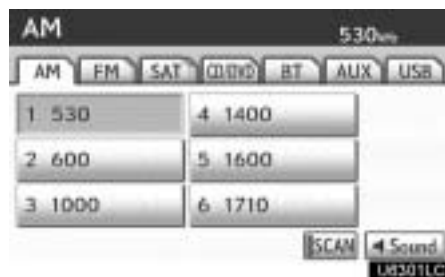 AM 530kHz
AM FM SAT CD/DVD BT AUX USB
1 530 4 1400
2 600 5 1600
3 1000 6 1710
SCAN Sound
U8301LC